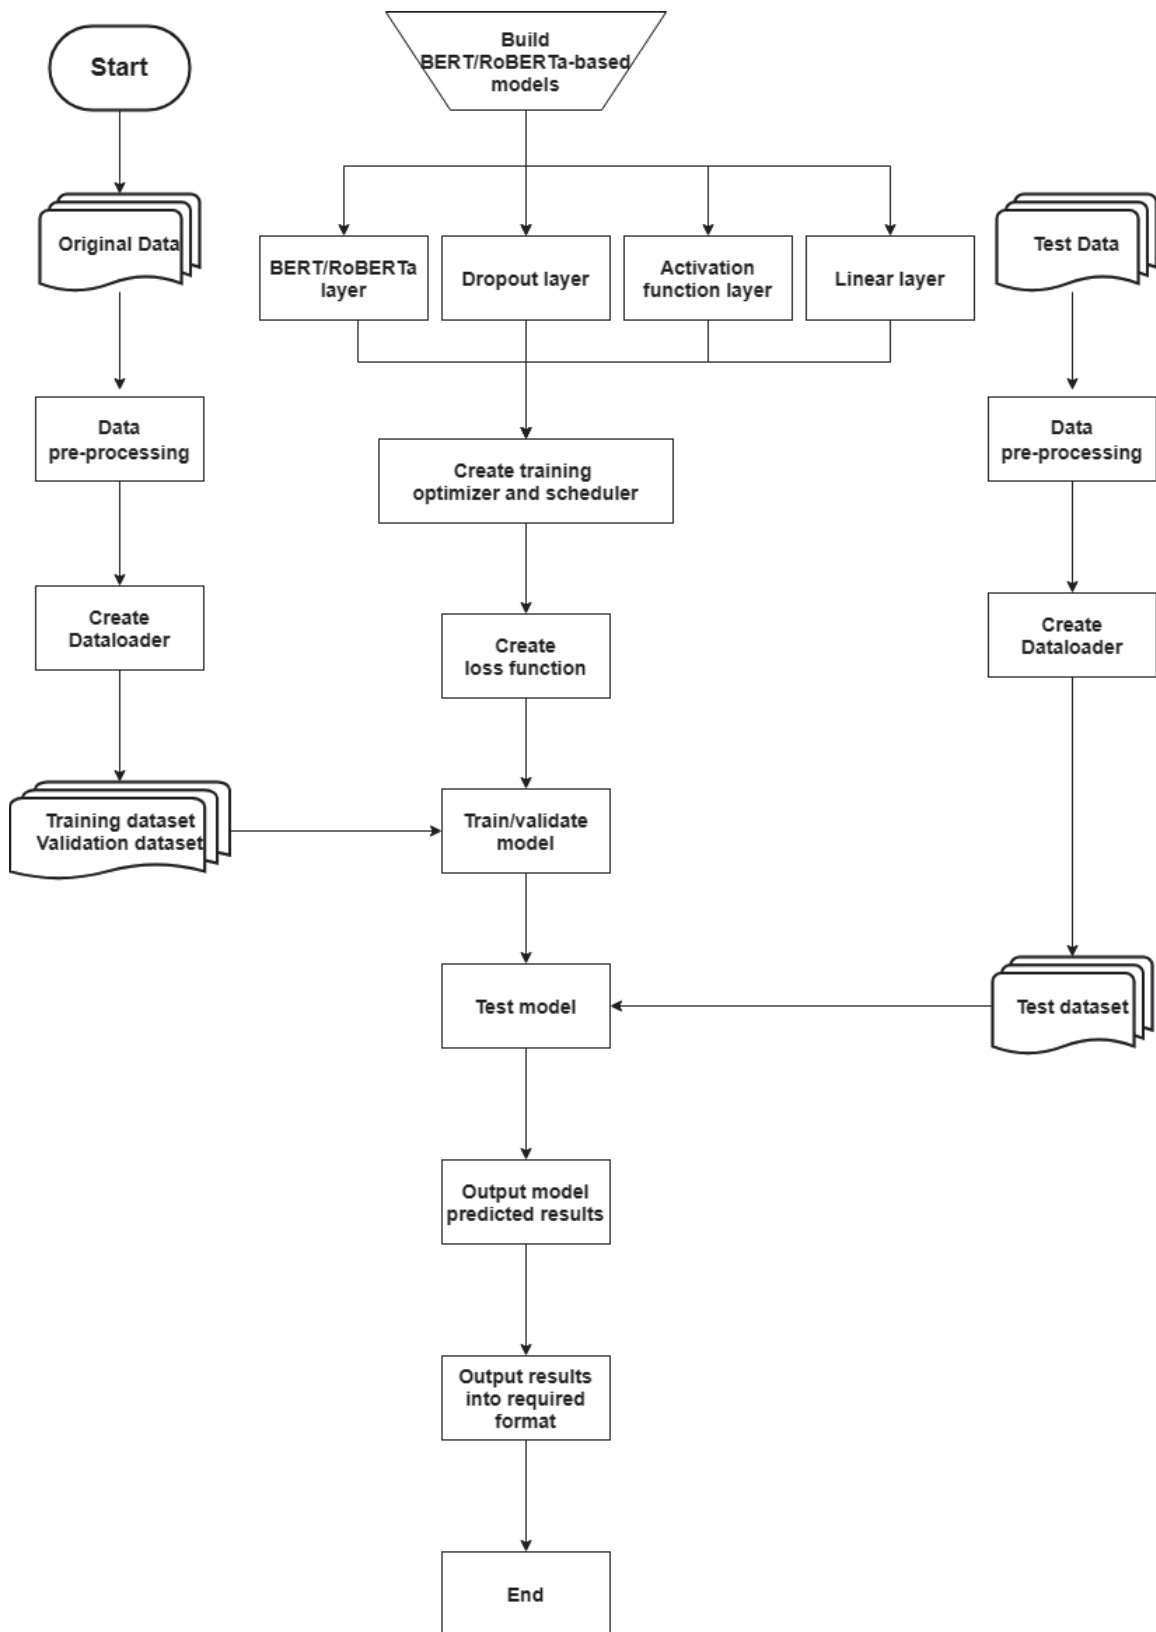 Start
Build
BERT/RoBERTa-based
models
Original Data
Test Data
BERT/RoBERTa
layer
Dropout layer
Activation
function layer
Linear layer
Data
pre-processing
Create training
optimizer and scheduler
Data
pre-processing
Create
Dataloader
Create
loss function
Create
Dataloader
Training dataset
Validation dataset
Train/validate
model
Test model
Test dataset
Output model
predicted results
Output results
into required
format
End